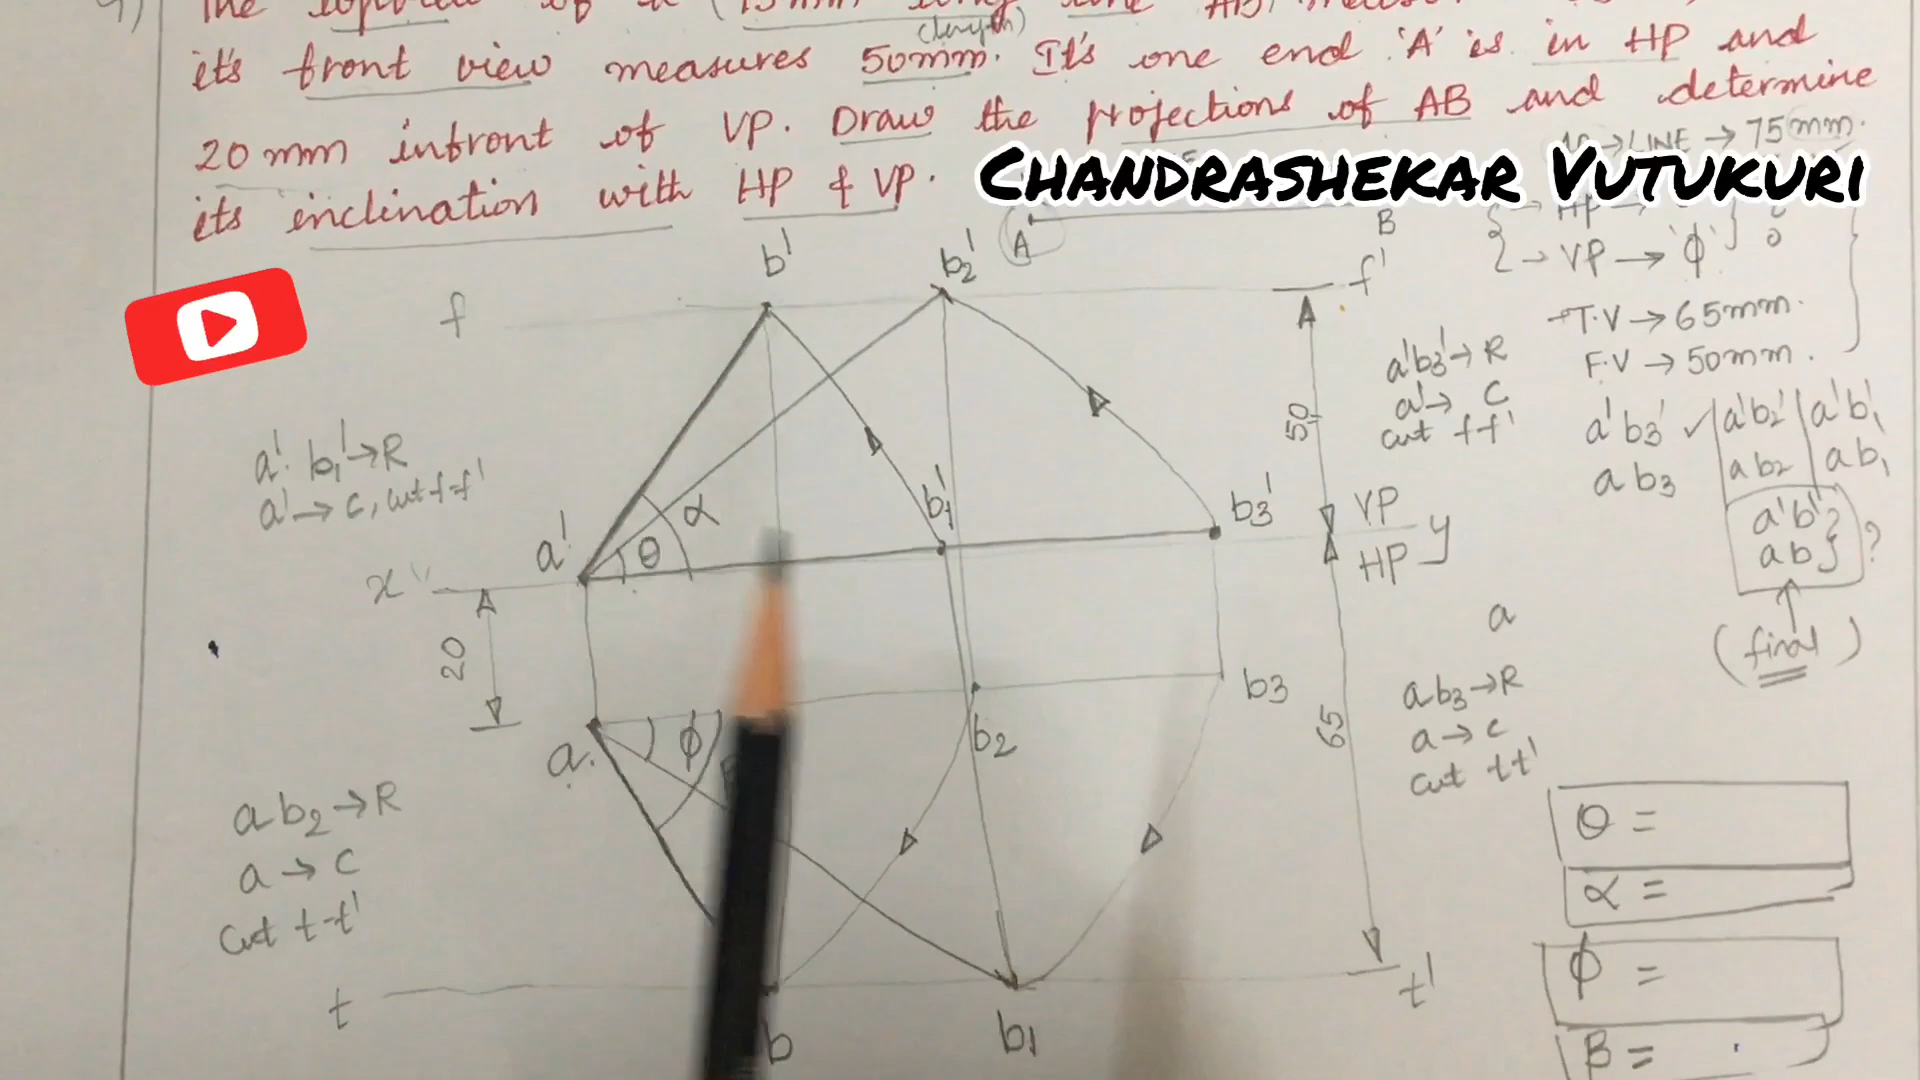 its front view measures 50mm. It's one end 'A' is in HP and
(length)
20mm infront of VP. Draw the projections of AB and determine
its inclination with HP & VP.
LINE → 75mm.
CHANDRASHEKAR VUTUKURI
A B
HP →
→ VP → 'ϕ'
T.V → 65mm.
F.V → 50mm.
f b' b2' f'
a'b3' → R
a' → C
cut ff'
a'b3' ✓ | a'b2' | a'b1'
ab3 | ab2 | ab1
a'b'
ab } ?
(final)
50
a'b1' → R
a' → C, cut f-f'
a' θ α b1' b3' VP
x HP y
20
a ϕ b2 b3
65
a
ab3 → R
a → C
cut tt'
ab2 → R
a → C
Cut t-t'
t b b1 t'
θ =
α =
ϕ =
β =